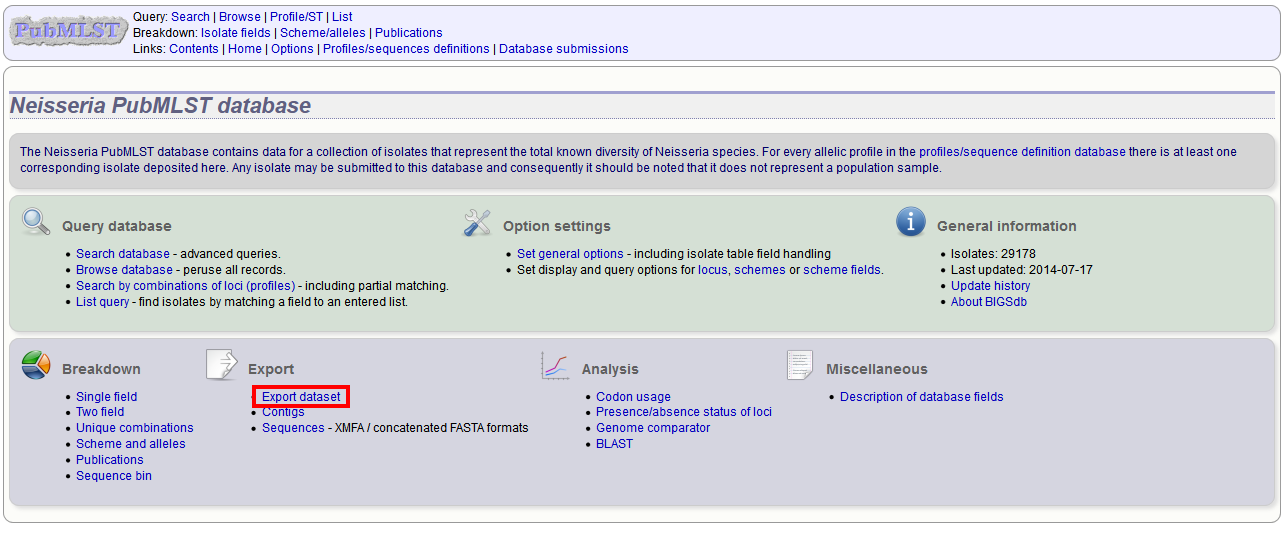 PubMLST
Query: Search | Browse | Profile/ST | List
Breakdown: Isolate fields | Scheme/alleles | Publications
Links: Contents | Home | Options | Profiles/sequences definitions | Database submissions
Neisseria PubMLST database
The Neisseria PubMLST database contains data for a collection of isolates that represent the total known diversity of Neisseria species. For every allelic profile in the profiles/sequence definition database there is at least one
corresponding isolate deposited here. Any isolate may be submitted to this database and consequently it should be noted that it does not represent a population sample.
Query database
• Search database - advanced queries.
• Browse database - peruse all records.
• Search by combinations of loci (profiles) - including partial matching.
• List query - find isolates by matching a field to an entered list.
Option settings
• Set general options - including isolate table field handling
• Set display and query options for locus, schemes or scheme fields.
i
General information
• Isolates: 29178
• Last updated: 2014-07-17
• Update history
• About BIGSdb
Breakdown
• Single field
• Two field
• Unique combinations
• Scheme and alleles
• Publications
• Sequence bin
Export
• Export dataset
• Contigs
• Sequences - XMFA / concatenated FASTA formats
Analysis
• Codon usage
• Presence/absence status of loci
• Genome comparator
• BLAST
Miscellaneous
• Description of database fields